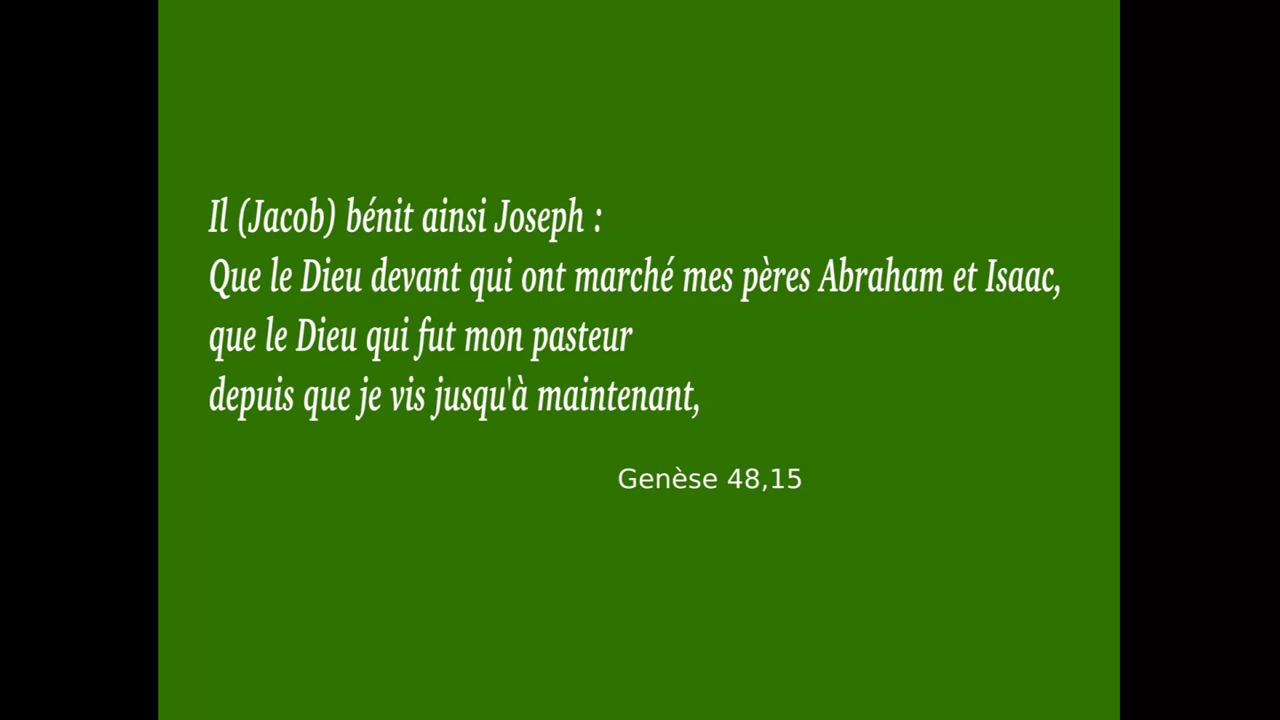 Il (Jacob) bénit ainsi Joseph :
Que le Dieu devant qui ont marché mes pères Abraham et Isaac,
que le Dieu qui fut mon pasteur
depuis que je vis jusqu'à maintenant,
Genèse 48,15